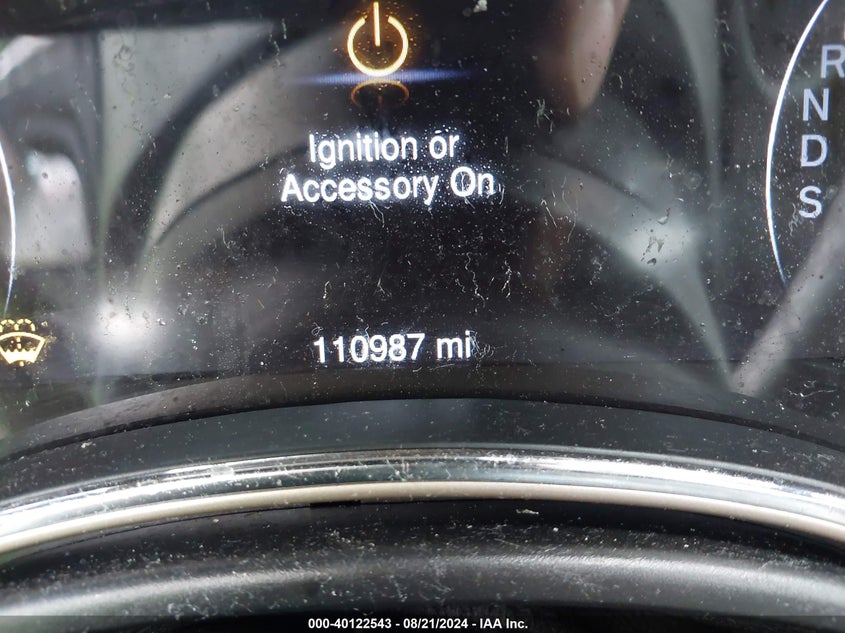 R
N
D
S
Ignition or
Accessory On
110987 mi
000-40122543 - 08/21/2024 - IAA Inc.